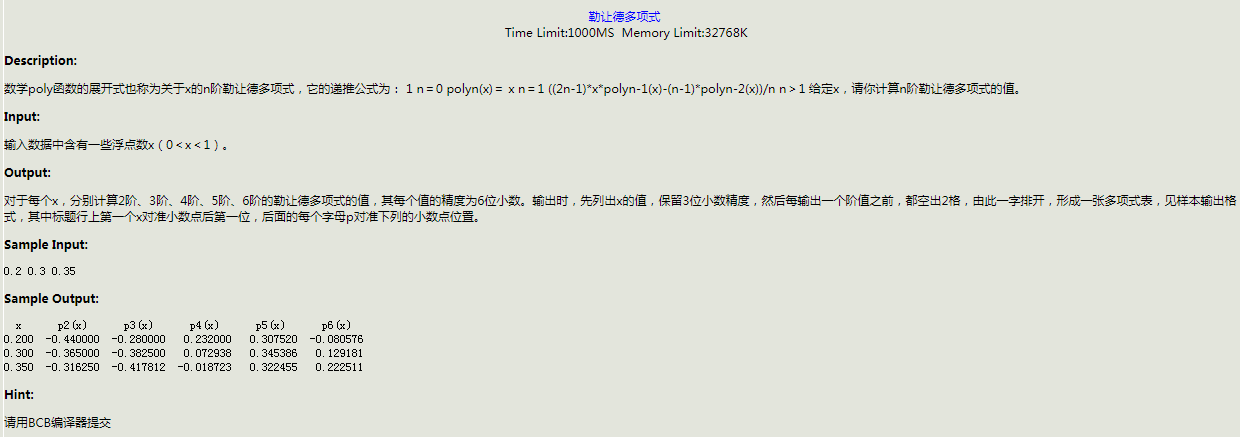 勒让德多项式
Time Limit:1000MS  Memory Limit:32768K
Description:
数学poly函数的展开式也称为关于x的n阶勒让德多项式，它的递推公式为： 1 n＝0 polyn(x)＝ x n＝1 ((2n-1)*x*polyn-1(x)-(n-1)*polyn-2(x))/n n＞1 给定x，请你计算n阶勒让德多项式的值。
Input:
输入数据中含有一些浮点数x（0＜x＜1）。
Output:
对于每个x，分别计算2阶、3阶、4阶、5阶、6阶的勒让德多项式的值，其每个值的精度为6位小数。输出时，先列出x的值，保留3位小数精度，然后每输出一个阶值之前，都空出2格，由此一字排开，形成一张多项式表，见样本输出格
式，其中标题行上第一个x对准小数点后第一位，后面的每个字母p对准下列的小数点位置。
Sample Input:
0.2 0.3 0.35
Sample Output:
  x      p2(x)      p3(x)      p4(x)      p5(x)      p6(x)
0.200  -0.440000  -0.280000   0.232000   0.307520  -0.080576
0.300  -0.365000  -0.382500   0.072938   0.345386   0.129181
0.350  -0.316250  -0.417812  -0.018723   0.322455   0.222511
Hint:
请用BCB编译器提交